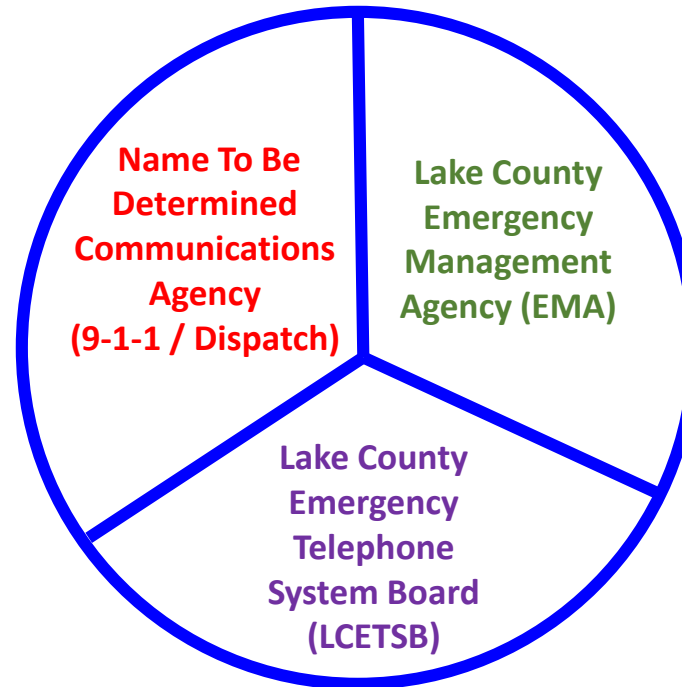 Name To Be
Determined
Communications
Agency
(9-1-1 / Dispatch)
Lake County
Emergency
Management
Agency (EMA)
Lake County
Emergency
Telephone
System Board
(LCETSB)